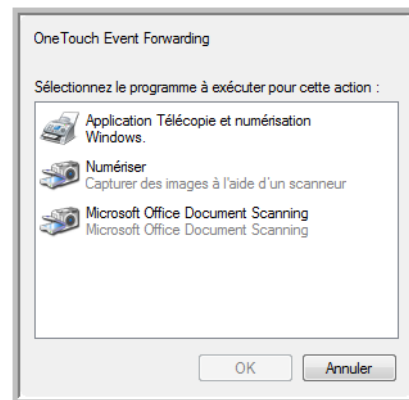 OneTouch Event Forwarding
Sélectionnez le programme à exécuter pour cette action :
Application Télécopie et numérisation
Windows.
Numériser
Capturer des images à l'aide d'un scanneur
Microsoft Office Document Scanning
Microsoft Office Document Scanning
OK
Annuler